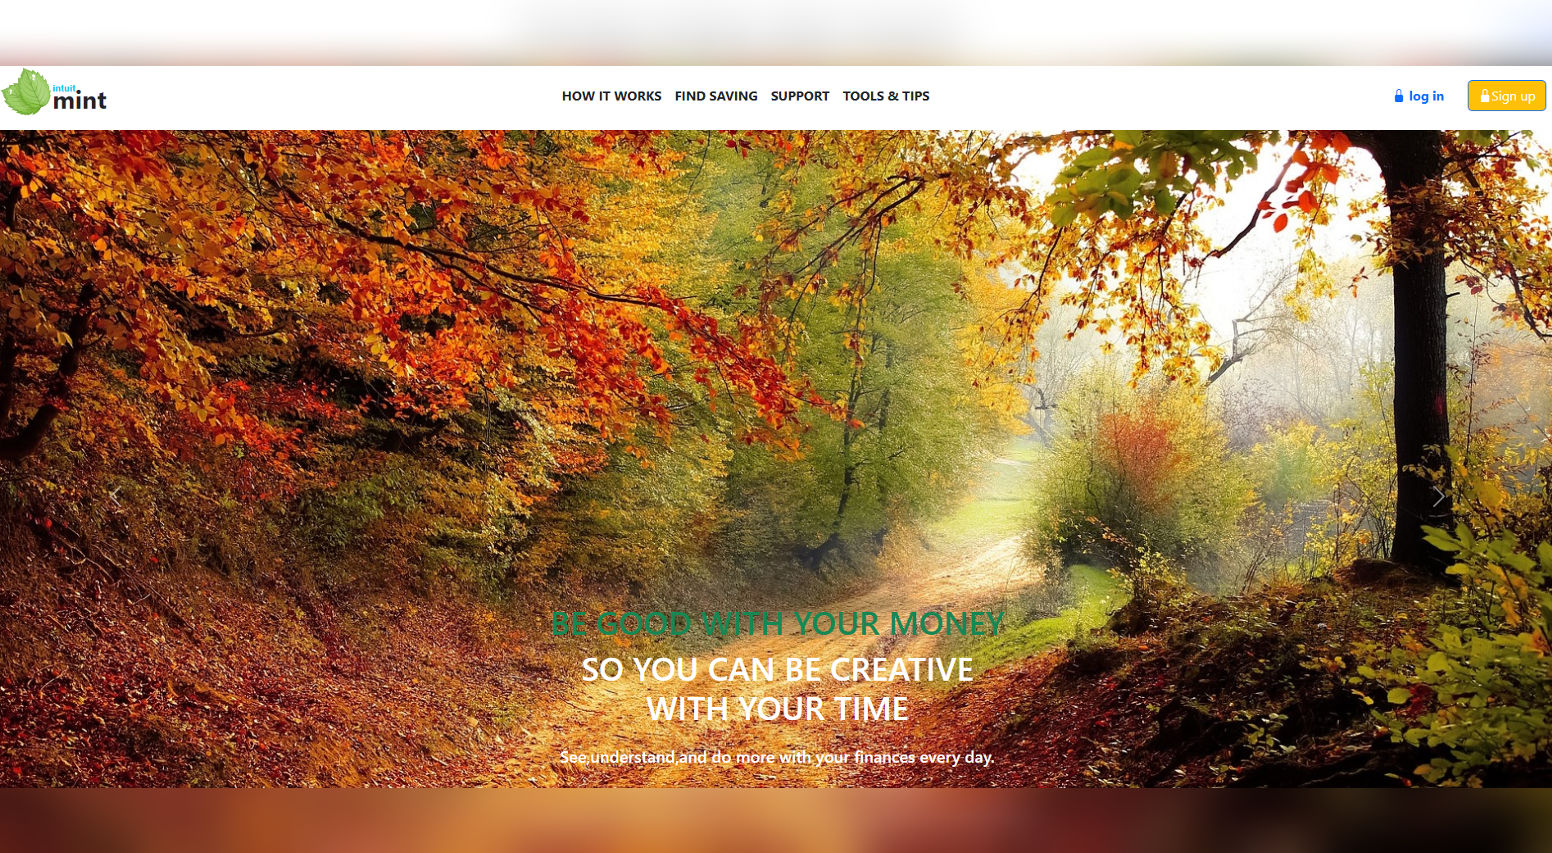 intuit
mint
HOW IT WORKS FIND SAVING SUPPORT TOOLS & TIPS
log in
Sign up
BE GOOD WITH YOUR MONEY
SO YOU CAN BE CREATIVE
WITH YOUR TIME
See,understand,and do more with your finances every day.